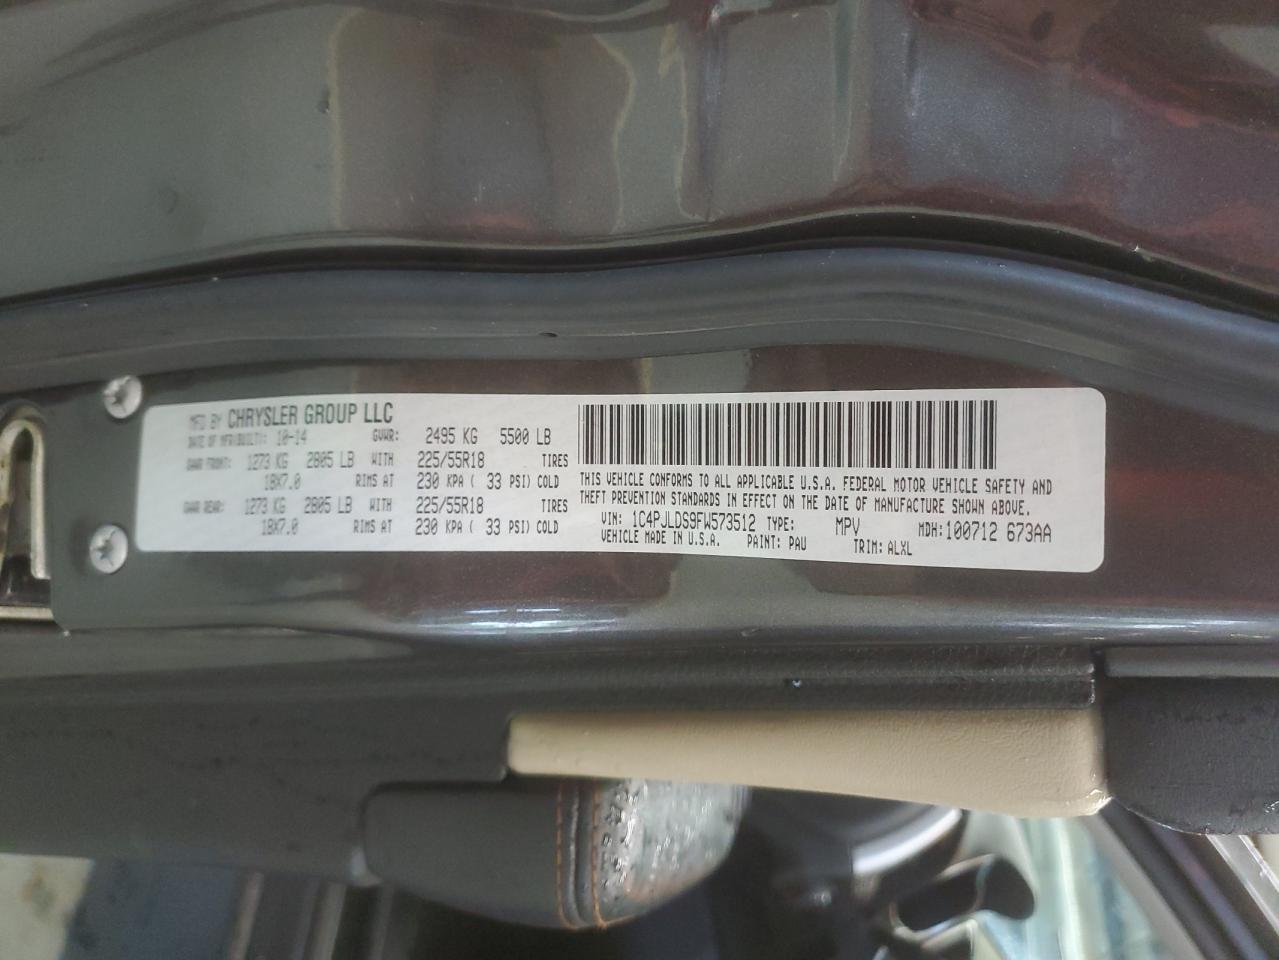 MFD BY CHRYSLER GROUP LLC
DATE OF MFR(BUILT): 10-14 GVWR: 2495 KG 5500 LB
GAWR FRONT: 1273 KG 2805 LB WITH 225/55R18 TIRES
18X7.0 RIMS AT 230 KPA ( 33 PSI) COLD
GAWR REAR: 1273 KG 2805 LB WITH 225/55R18 TIRES
18X7.0 RIMS AT 230 KPA ( 33 PSI) COLD
THIS VEHICLE CONFORMS TO ALL APPLICABLE U.S.A. FEDERAL MOTOR VEHICLE SAFETY AND
THEFT PREVENTION STANDARDS IN EFFECT ON THE DATE OF MANUFACTURE SHOWN ABOVE.
VIN: 1C4PJLDS9FW573512 TYPE: MPV MDH:100712 673AA
VEHICLE MADE IN U.S.A. PAINT: PAU TRIM: ALXL